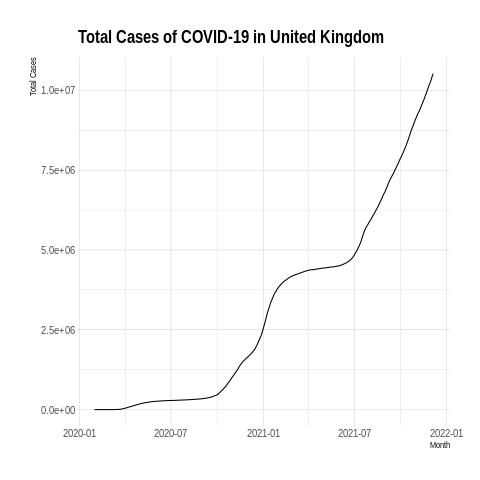 Total Cases of COVID-19 in United Kingdom
Total Cases
1.0e+07
7.5e+06
5.0e+06
2.5e+06
0.0e+00
2020-01 2020-07 2021-01 2021-07 2022-01
Month